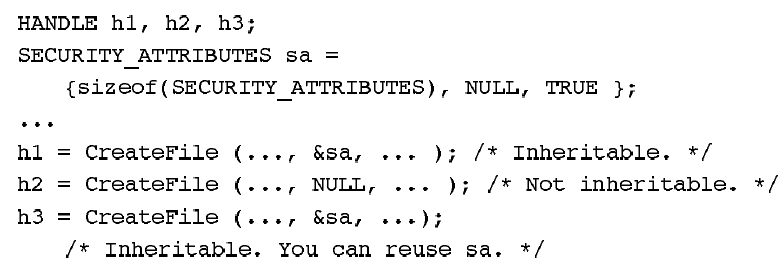 HANDLE h1, h2, h3;
SECURITY_ATTRIBUTES sa =
{sizeof(SECURITY_ATTRIBUTES), NULL, TRUE };
...
h1 = CreateFile (..., &sa, ... ); /* Inheritable. */
h2 = CreateFile (..., NULL, ... ); /* Not inheritable. */
h3 = CreateFile (..., &sa, ...);
/* Inheritable. You can reuse sa. */